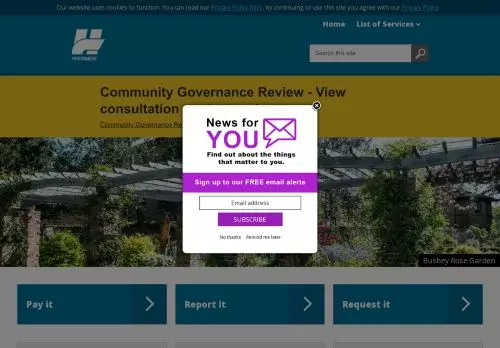 Our website uses cookies to function. You can read our Privacy Policy here, by continuing to use this site you agree with our Privacy Policy
HERTSMERE
Home
List of Services
Search this site
Community Governance Review - View
consultation
Community Governance Re
News for
YOU
Find out about the things
that matter to you.
Sign up to our FREE email alerts
Email address
SUBSCRIBE
No thanks
Remind me later
Bushey Rose Garden
Pay it
Report it
Request it